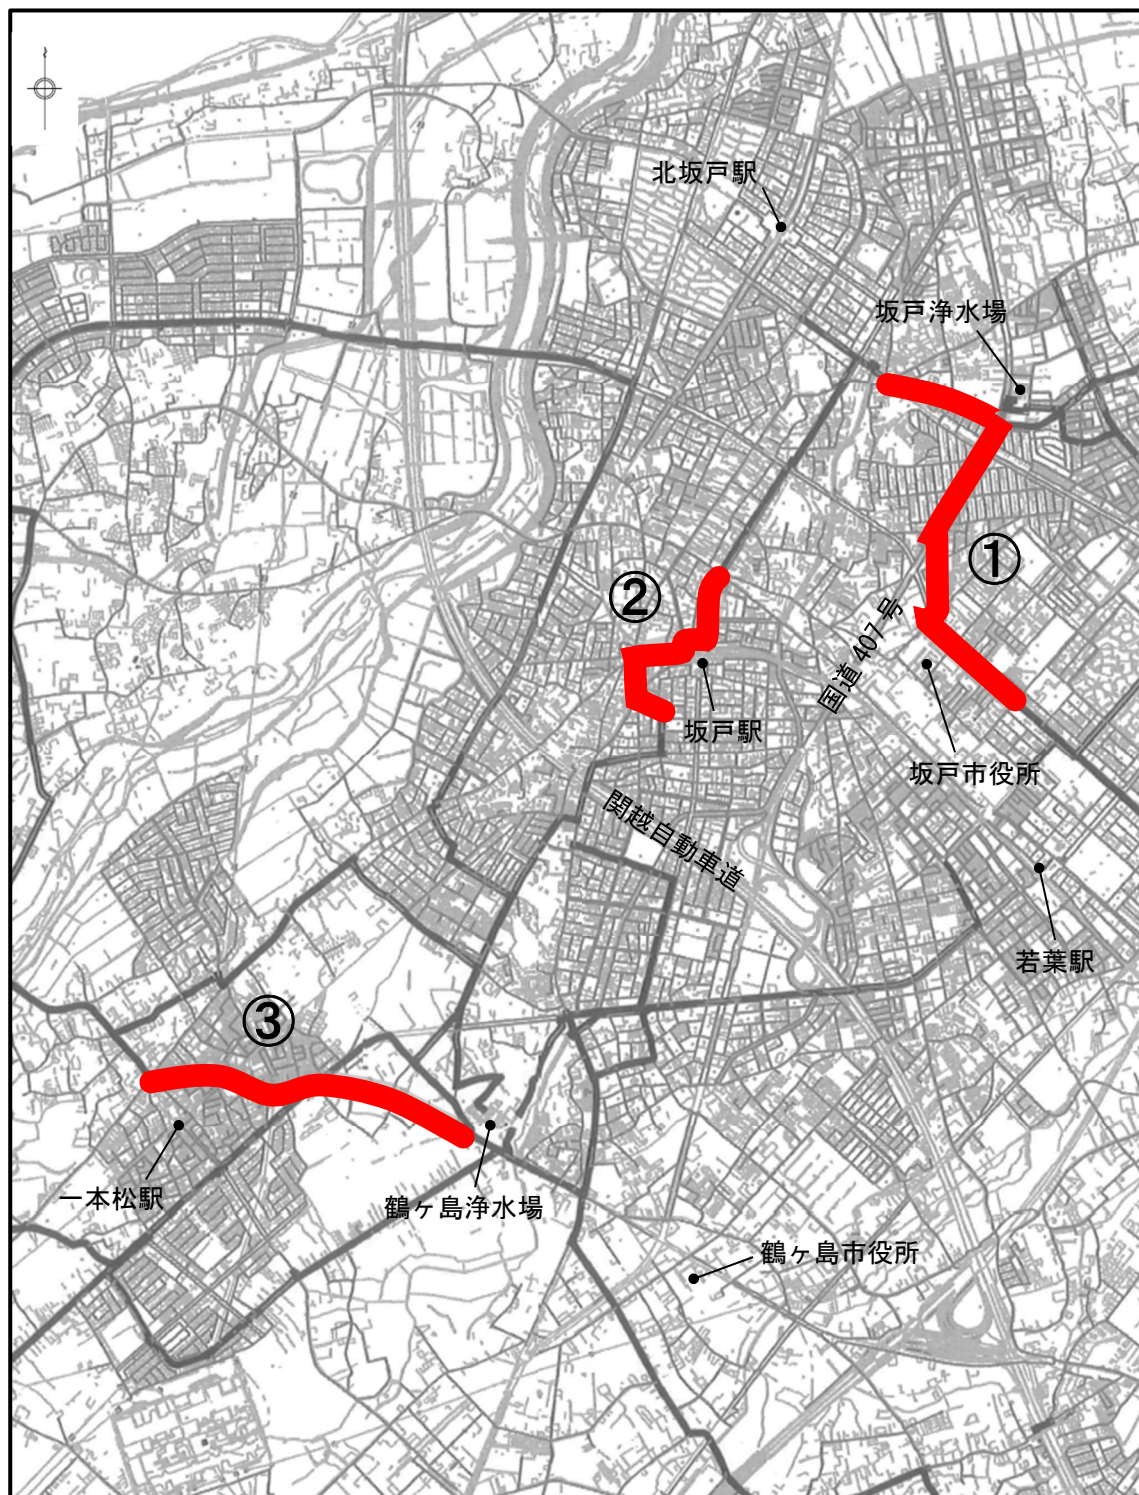 北坂戸駅
坂戸浄水場
①
②
国道407号
坂戸駅
坂戸市役所
関越自動車道
若葉駅
③
一本松駅
鶴ヶ島浄水場
鶴ヶ島市役所